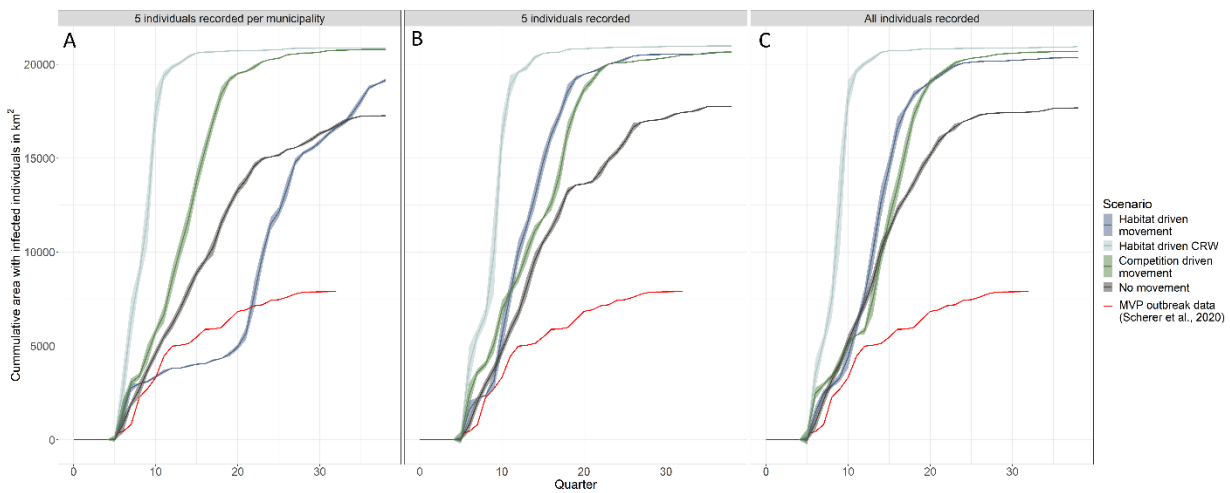 5 individuals recorded per municipality
5 individuals recorded
All individuals recorded
A
B
C
Cummulative area with infected individuals in km²
20000
15000
10000
5000
0
0 10 20 30
0 10 20 30
0 10 20 30
Quarter
Scenario
Habitat driven
movement
Habitat driven CRW
Competition driven
movement
No movement
MVP outbreak data
(Scherer et al., 2020)